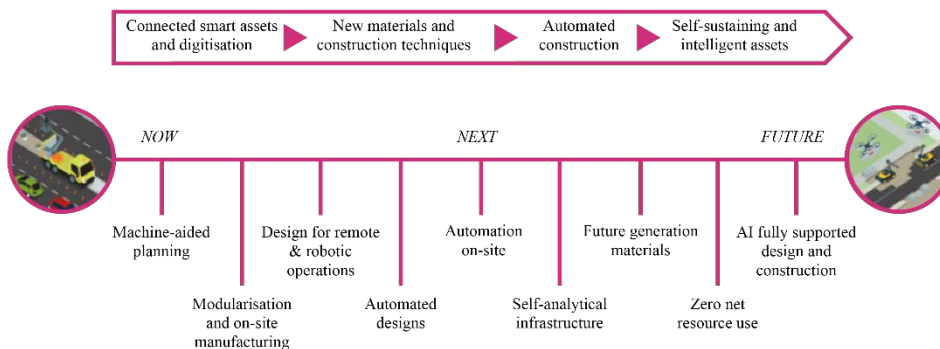 Connected smart assets
and digitisation
New materials and
construction techniques
Automated
construction
Self-sustaining and
intelligent assets
NOW
NEXT
FUTURE
Machine-aided
planning
Modularisation
and on-site
manufacturing
Design for remote
& robotic
operations
Automated
designs
Automation
on-site
Self-analytical
infrastructure
Future generation
materials
Zero net
resource use
AI fully supported
design and
construction